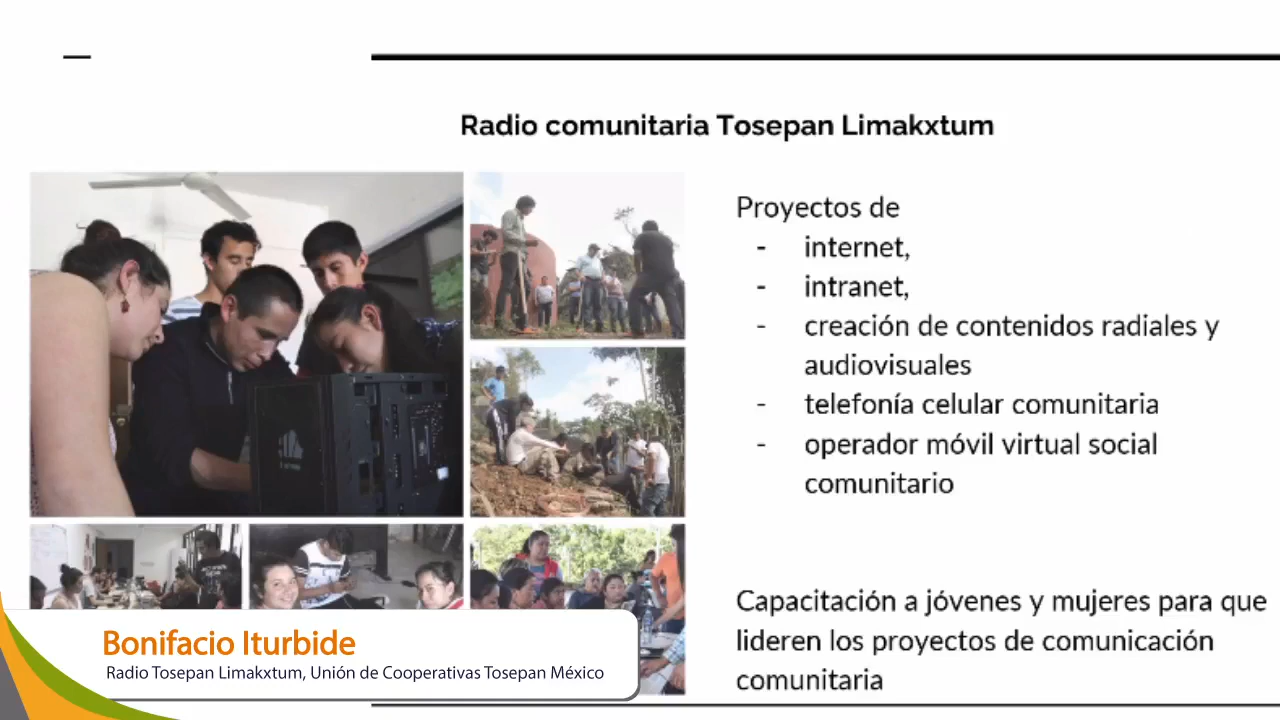 Radio comunitaria Tosepan Limakxtum
Proyectos de
- internet,
- intranet,
- creación de contenidos radiales y
audiovisuales
- telefonía celular comunitaria
- operador móvil virtual social
comunitario
Capacitación a jóvenes y mujeres para que
lideren los proyectos de comunicación
comunitaria
Bonifacio Iturbide
Radio Tosepan Limakxtum, Unión de Cooperativas Tosepan México